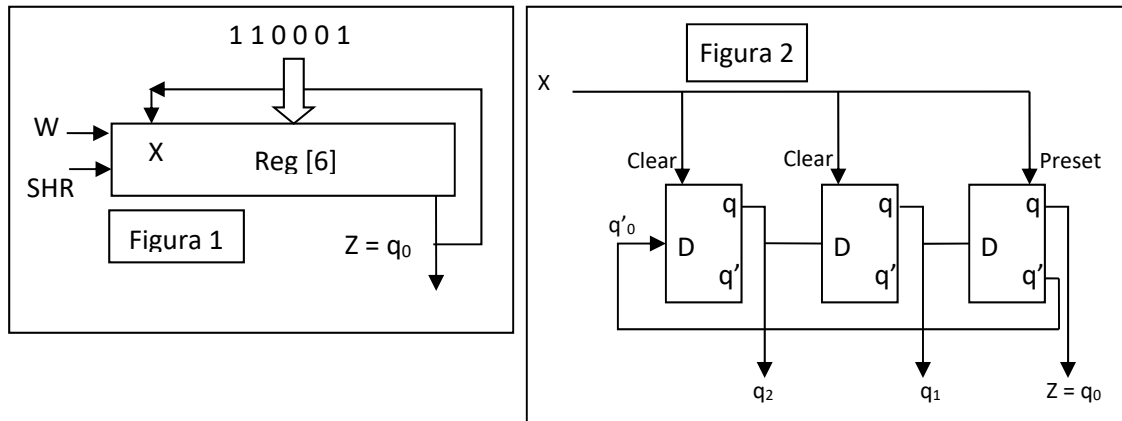 1 1 0 0 0 1
W
X
Reg [6]
SHR
Figura 1
Z = q₀
Figura 2
X
Clear
Clear
Preset
q'₀
D
q
q'
D
q
q'
D
q
q'
q₂
q₁
Z = q₀